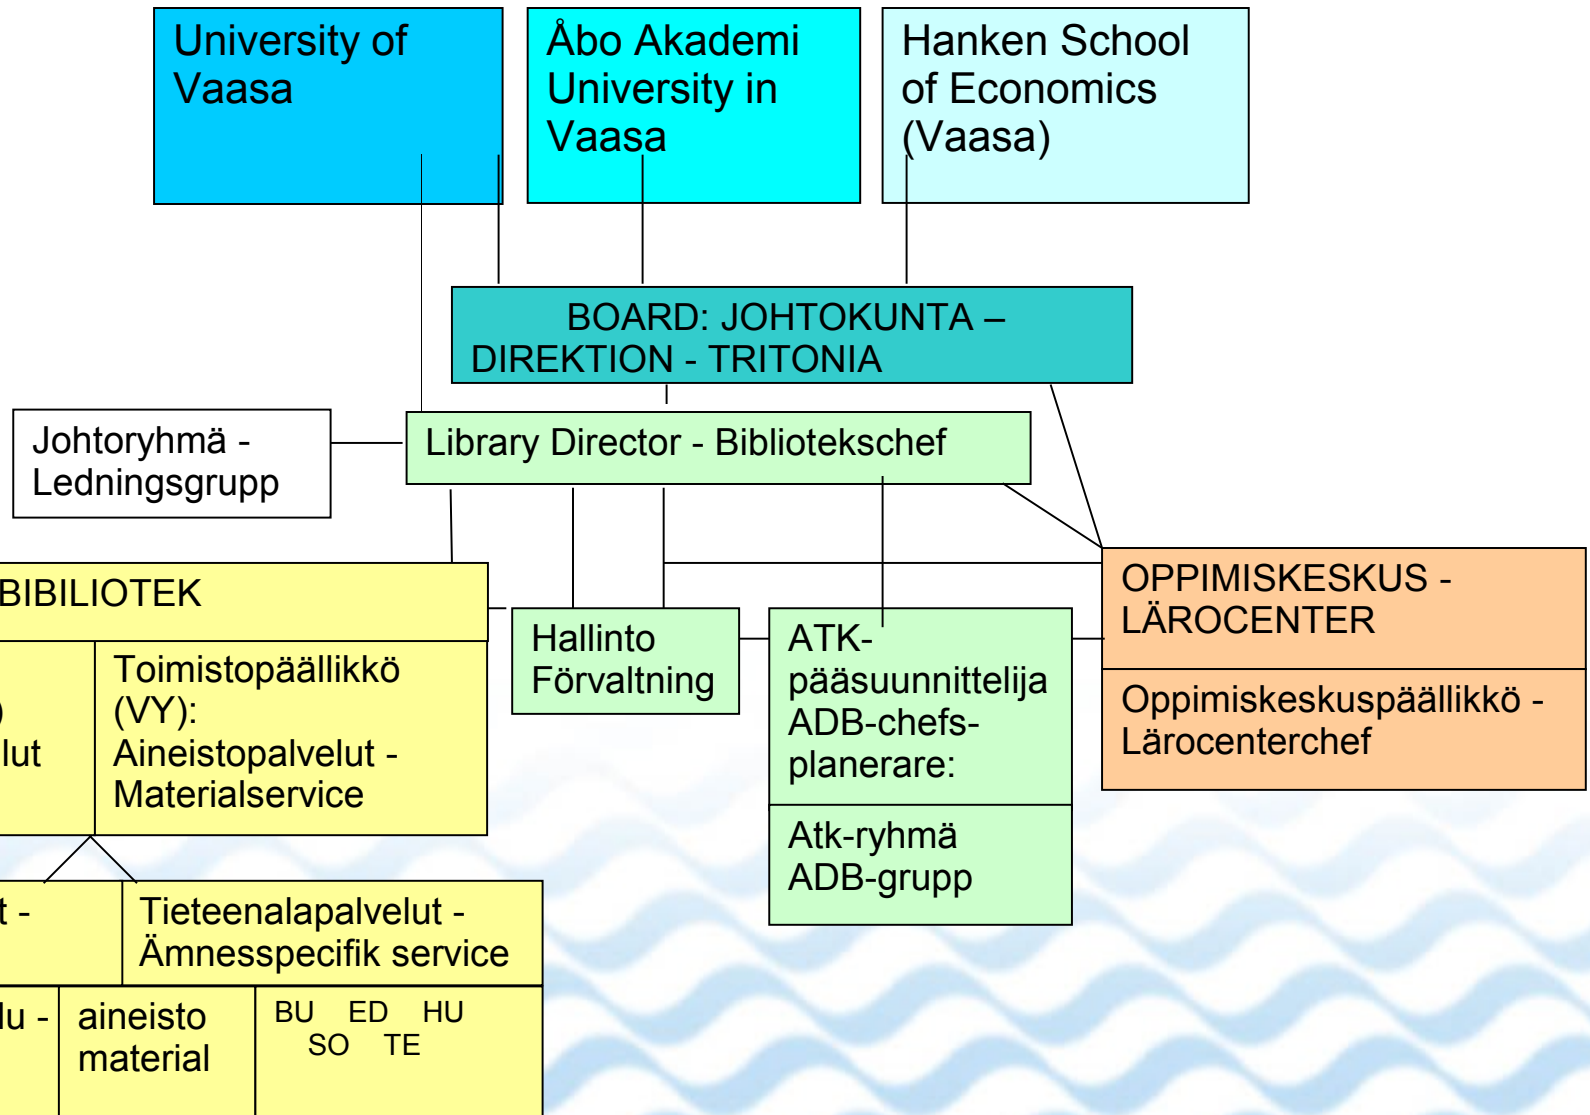 University of
Vaasa
Åbo Akademi
University in
Vaasa
Hanken School
of Economics
(Vaasa)
BOARD: JOHTOKUNTA –
DIREKTION - TRITONIA
Johtoryhmä -
Ledningsgrupp
Library Director - Bibliotekschef
BIBILIOTEK
Toimistopäällikkö
(VY):
Aineistopalvelut -
Materialservice
Hallinto
Förvaltning
ATK-
pääsuunnittelija
ADB-chefs-
planerare:
Atk-ryhmä
ADB-grupp
OPPIMISKESKUS -
LÄROCENTER
Oppimiskeskuspäällikkö -
Lärocenterchef
Tieteenalapalvelut -
Ämnesspecifik service
aineisto
material
BU ED HU
SO TE